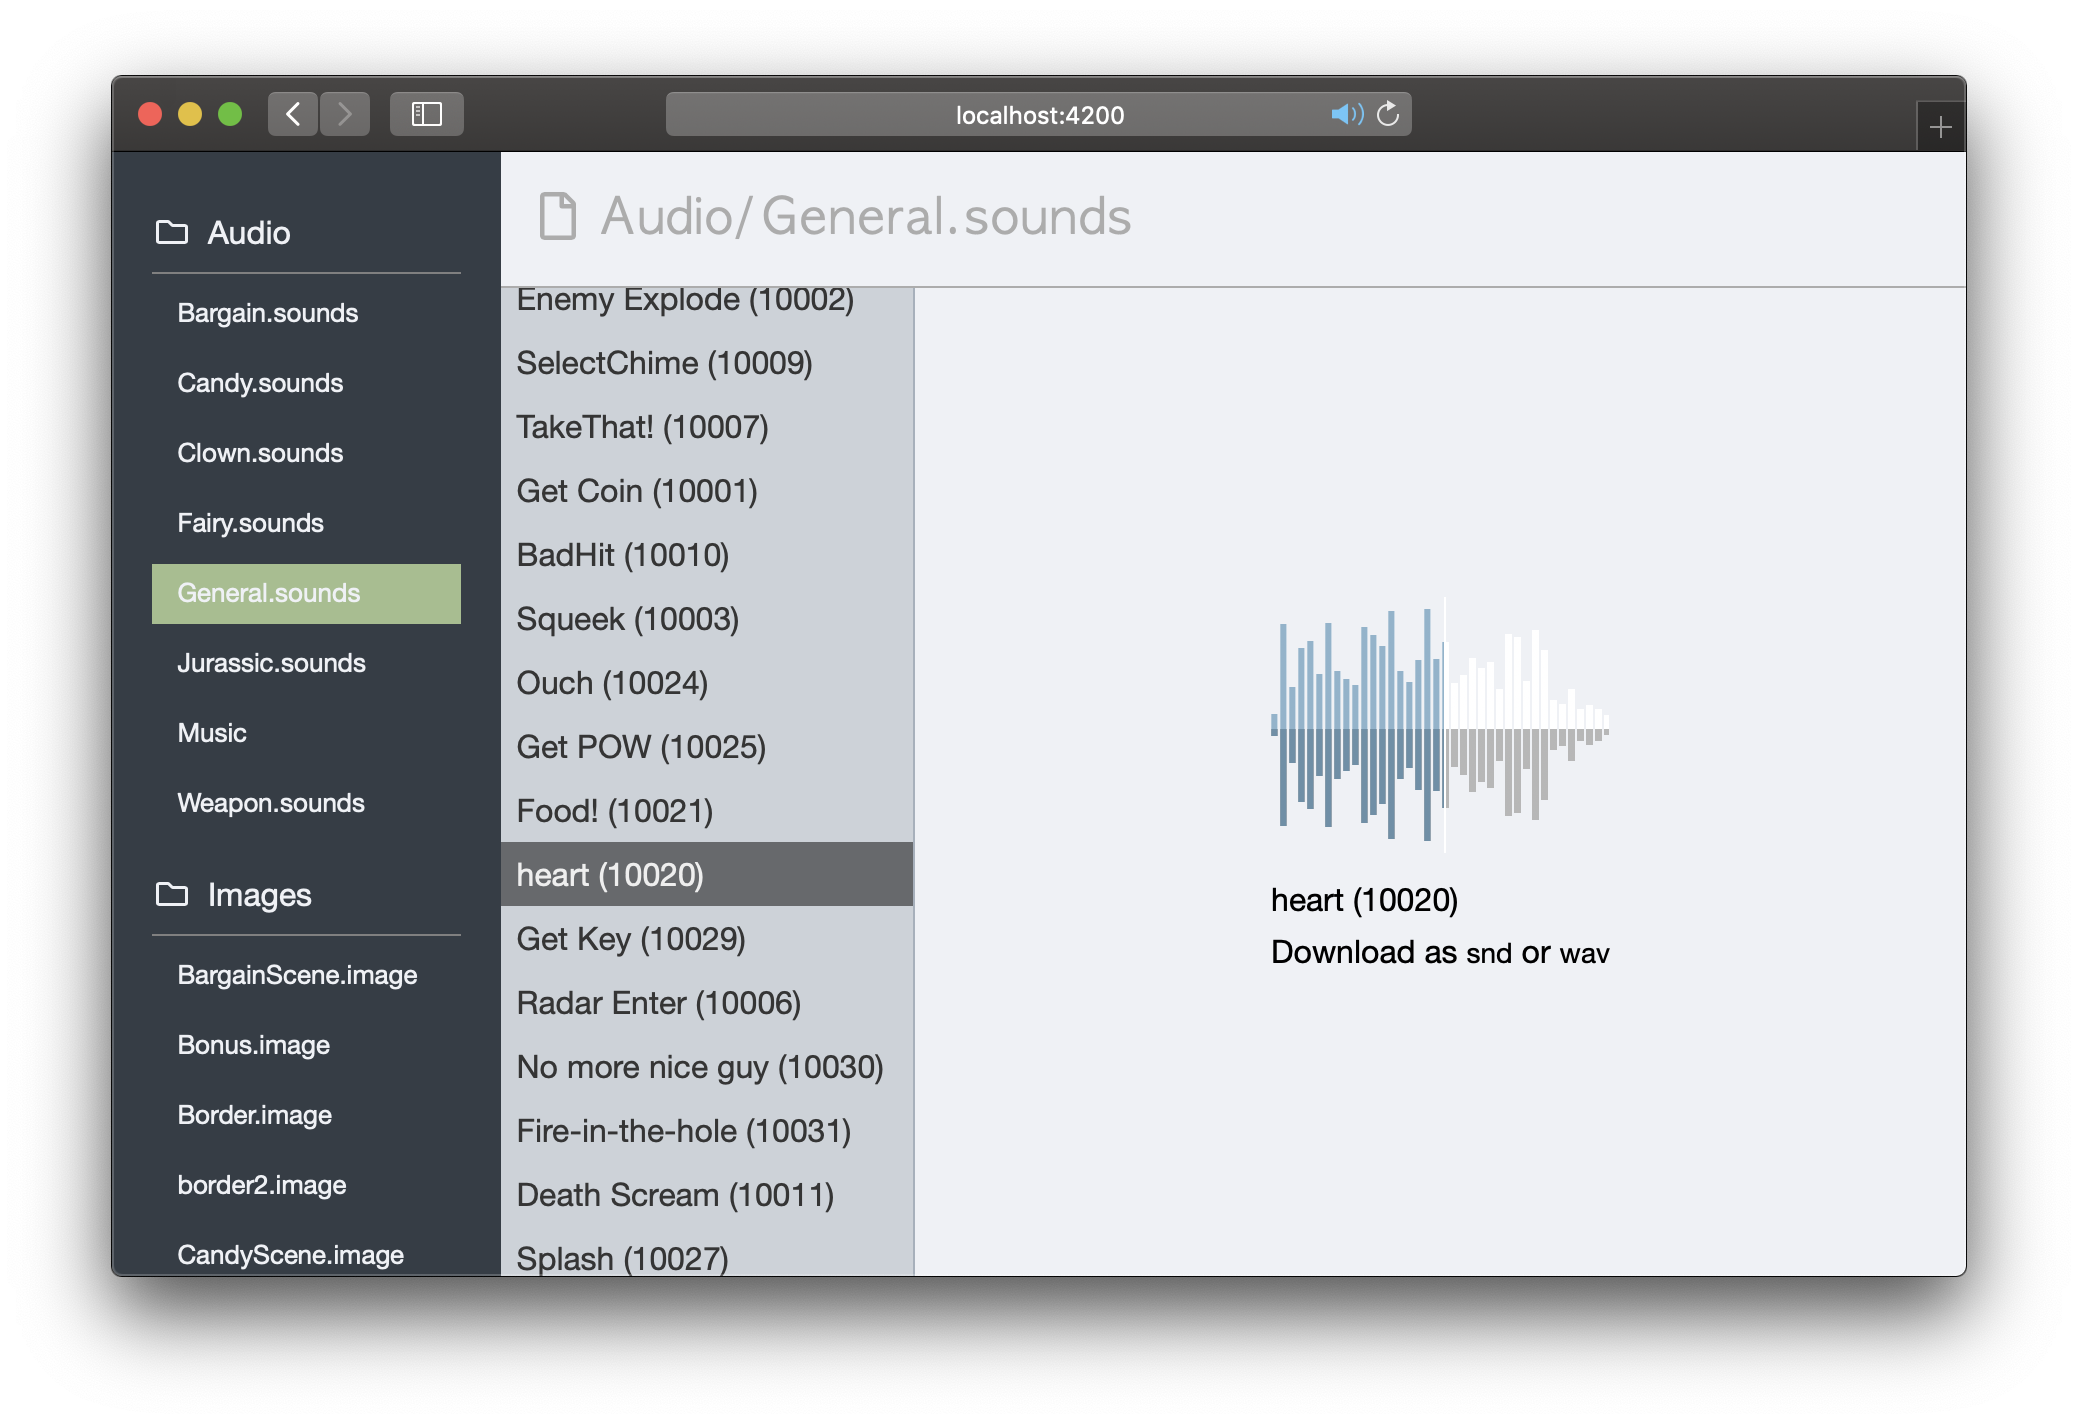 localhost:4200
Audio
Bargain.sounds
Candy.sounds
Clown.sounds
Fairy.sounds
General.sounds
Jurassic.sounds
Music
Weapon.sounds
Images
BargainScene.image
Bonus.image
Border.image
border2.image
CandyScene.image
Audio/General.sounds
Enemy Explode (10002)
SelectChime (10009)
TakeThat! (10007)
Get Coin (10001)
BadHit (10010)
Squeek (10003)
Ouch (10024)
Get POW (10025)
Food! (10021)
heart (10020)
Get Key (10029)
Radar Enter (10006)
No more nice guy (10030)
Fire-in-the-hole (10031)
Death Scream (10011)
Splash (10027)
heart (10020)
Download as snd or wav